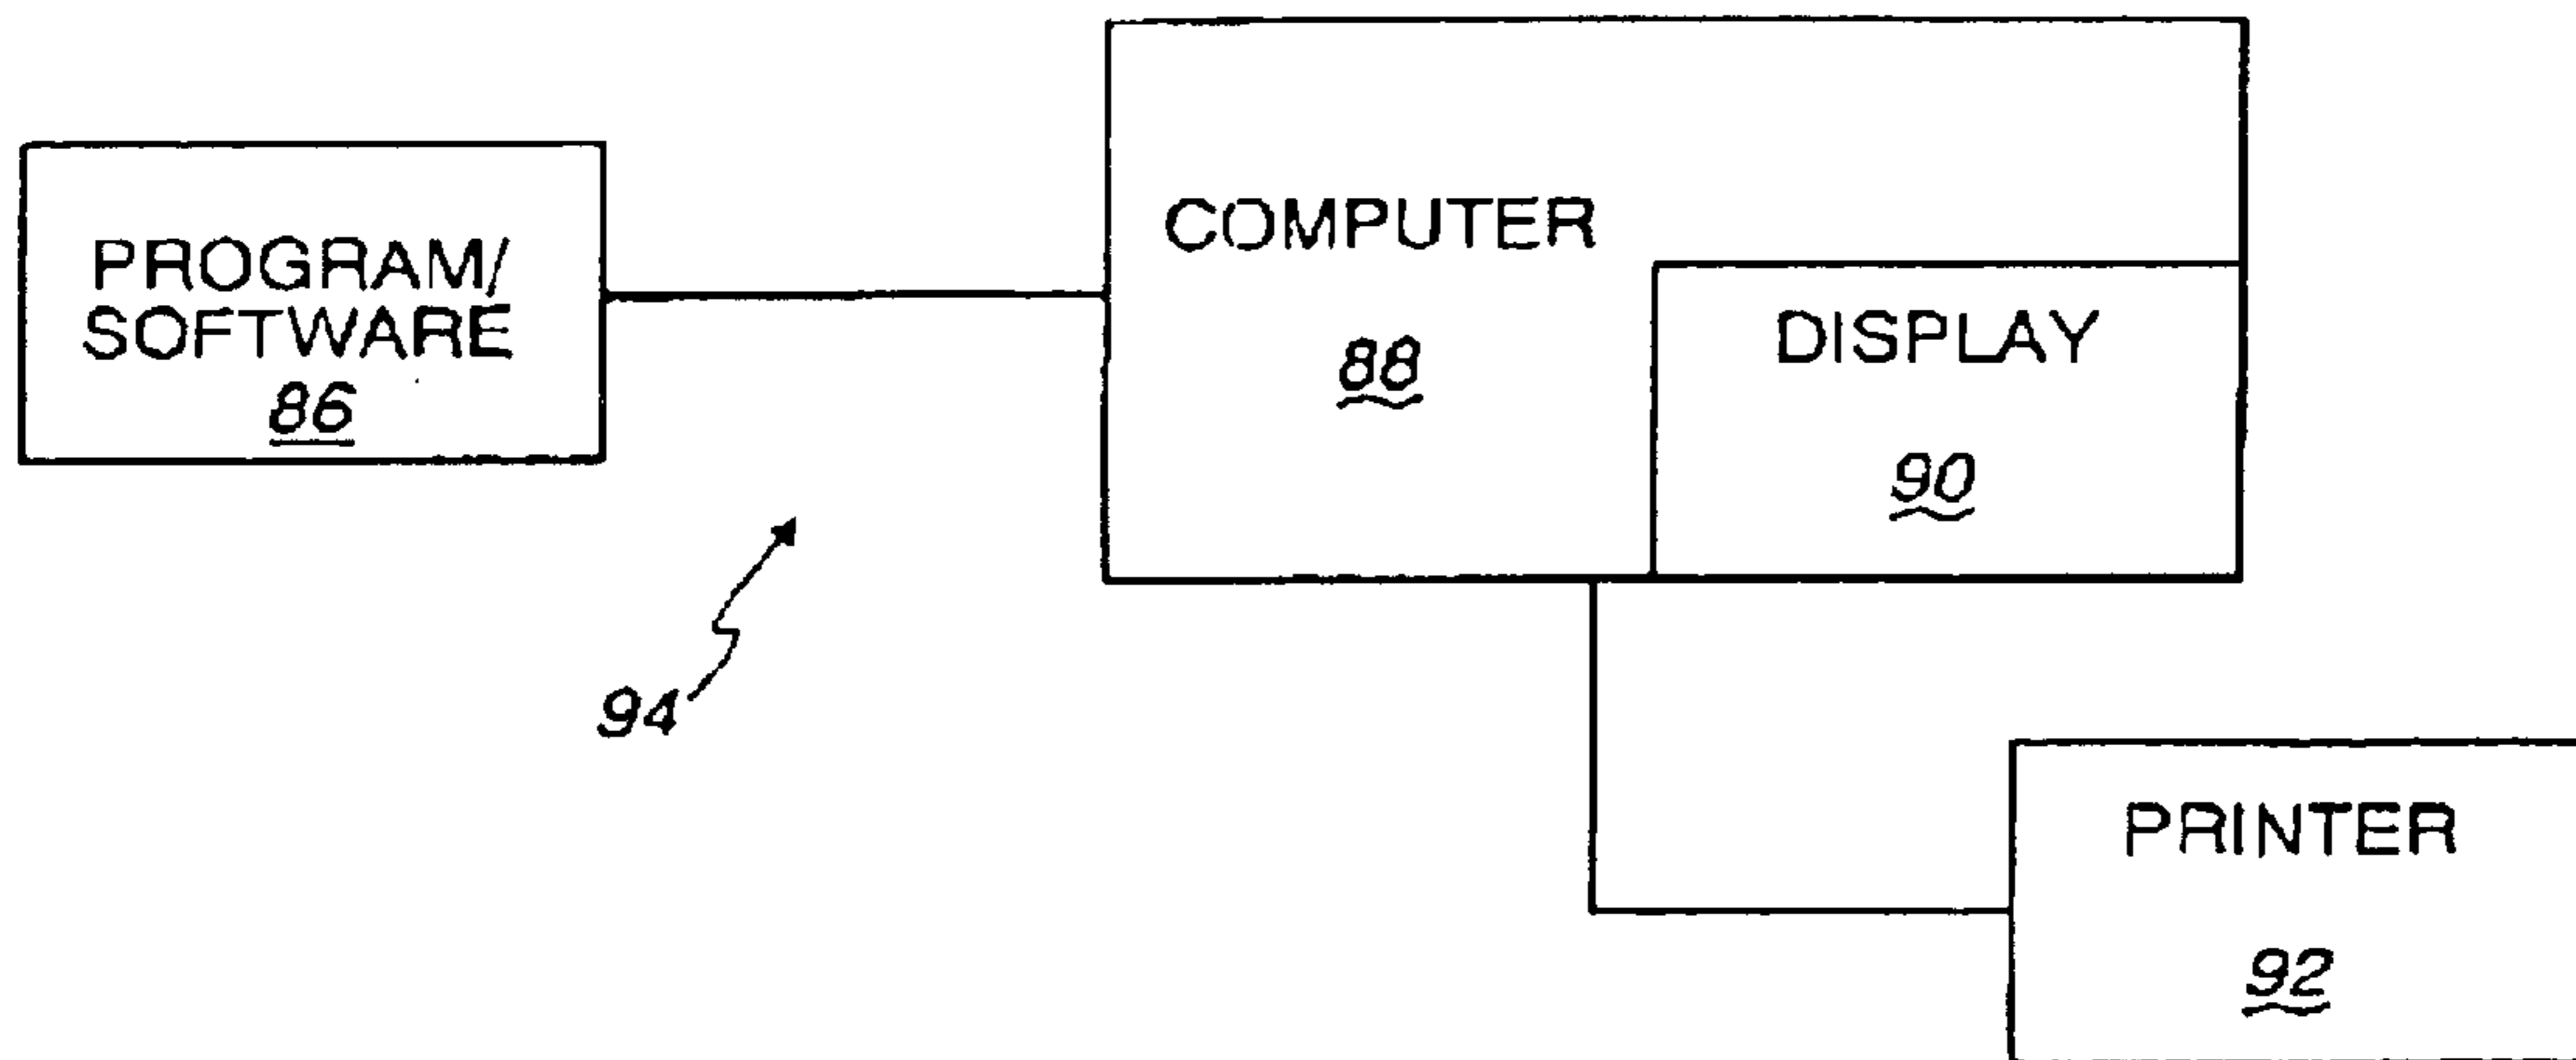 PROGRAM/
SOFTWARE
86
COMPUTER
88
DISPLAY
90
94
PRINTER
92